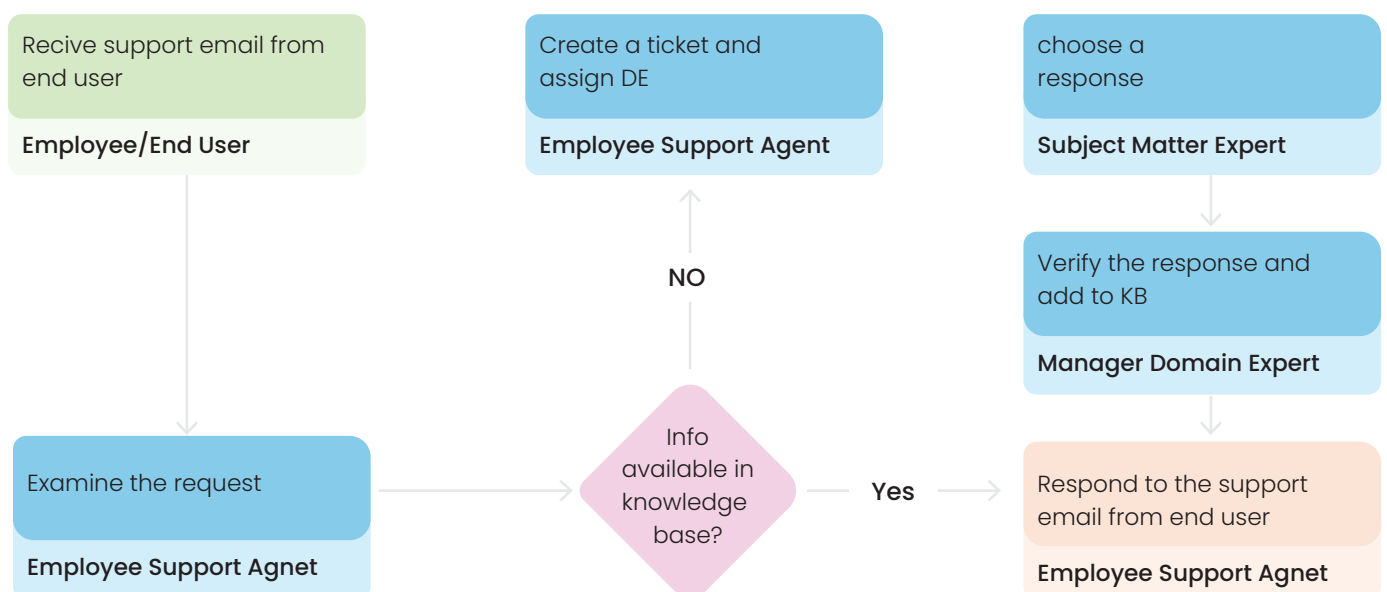 Recive support email from
end user
Employee/End User
Create a ticket and
assign DE
Employee Support Agent
choose a
response
Subject Matter Expert
NO
Verify the response and
add to KB
Manager Domain Expert
Examine the request
Employee Support Agnet
Info
available in
knowledge
base?
Yes
Respond to the support
email from end user
Employee Support Agnet